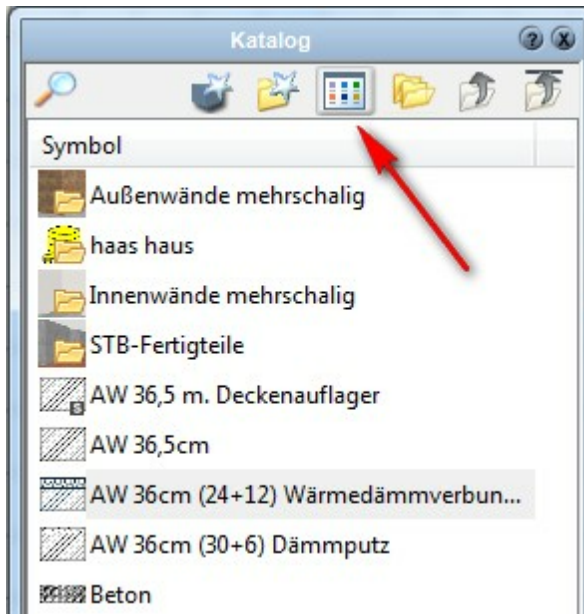 Katalog
Symbol
Außenwände mehrschalig
haas haus
Innenwände mehrschalig
STB-Fertigteile
AW 36,5 m. Deckenauflager
AW 36,5cm
AW 36cm (24+12) Wärmedämmverbun...
AW 36cm (30+6) Dämmputz
Beton